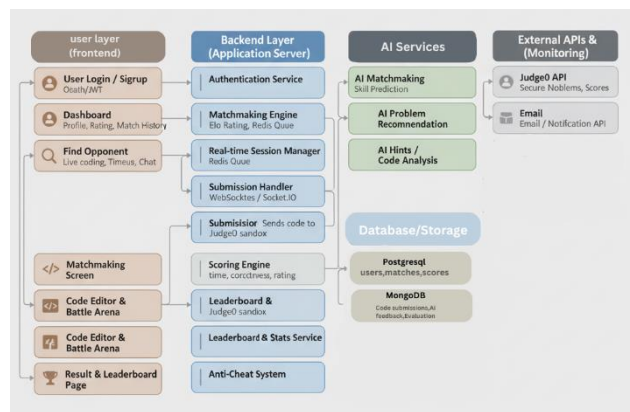 user layer
(frontend)
User Login / Sigrup
Oxath/JWT
Dashboard
Profile, Rating, Match History
Find Opponent
Live coding, Timeus, Chat
Matchmaking
Screen
Code Editor &
Battle Arena
Code Editor &
Battle Arena
Result & Leaderboard
Page
Backend Layer
(Application Server)
Authentication Service
Matchmaking Engine
Elo Rating, Redis Quue
Real-time Session Manager
Redis Quue
Submission Handler
WebSocktes / Socket.IO
Submisisior Sends code to
Judge0 sandox
Scoring Engine
time, corcctness, rating
Leaderboard &
Judge0 sandox
Leaderboard & Stats Service
Anti-Cheat System
AI Services
AI Matchmaking
Skill Prediction
AI Problem
Recommendation
AI Hints /
Code Analysis
Database/Storage
Postgresql
users,matches,scores
MongoDB
Code submissions,AI
feedback,Evaluation
External APIs &
(Monitoring)
Judge0 API
Secure Noblems, Scores
Email
Email / Notification API